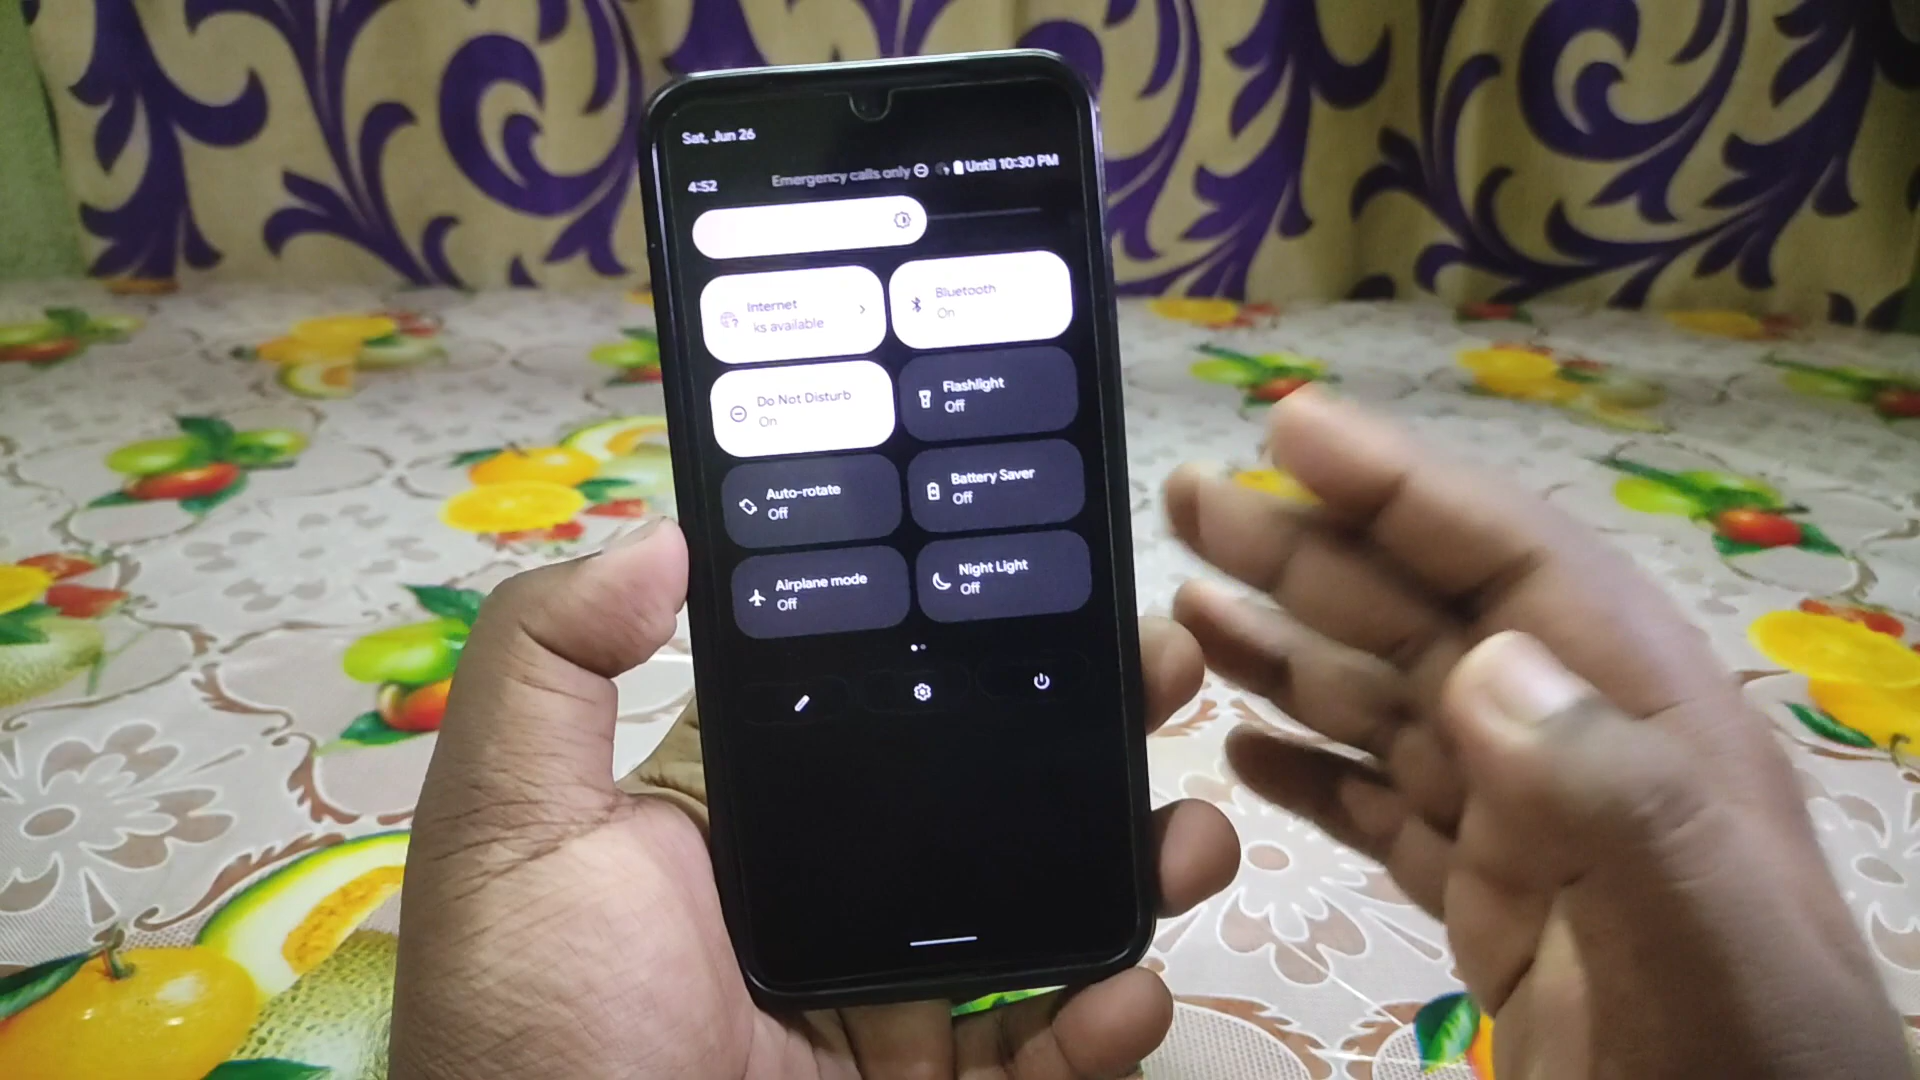 Sat, Jun 26
4:52 Emergency calls only Until 10:30 PM
Internet
ks available
Bluetooth
On
Do Not Disturb
On
Flashlight
Off
Auto-rotate
Off
Battery Saver
Off
Airplane mode
Off
Night Light
Off